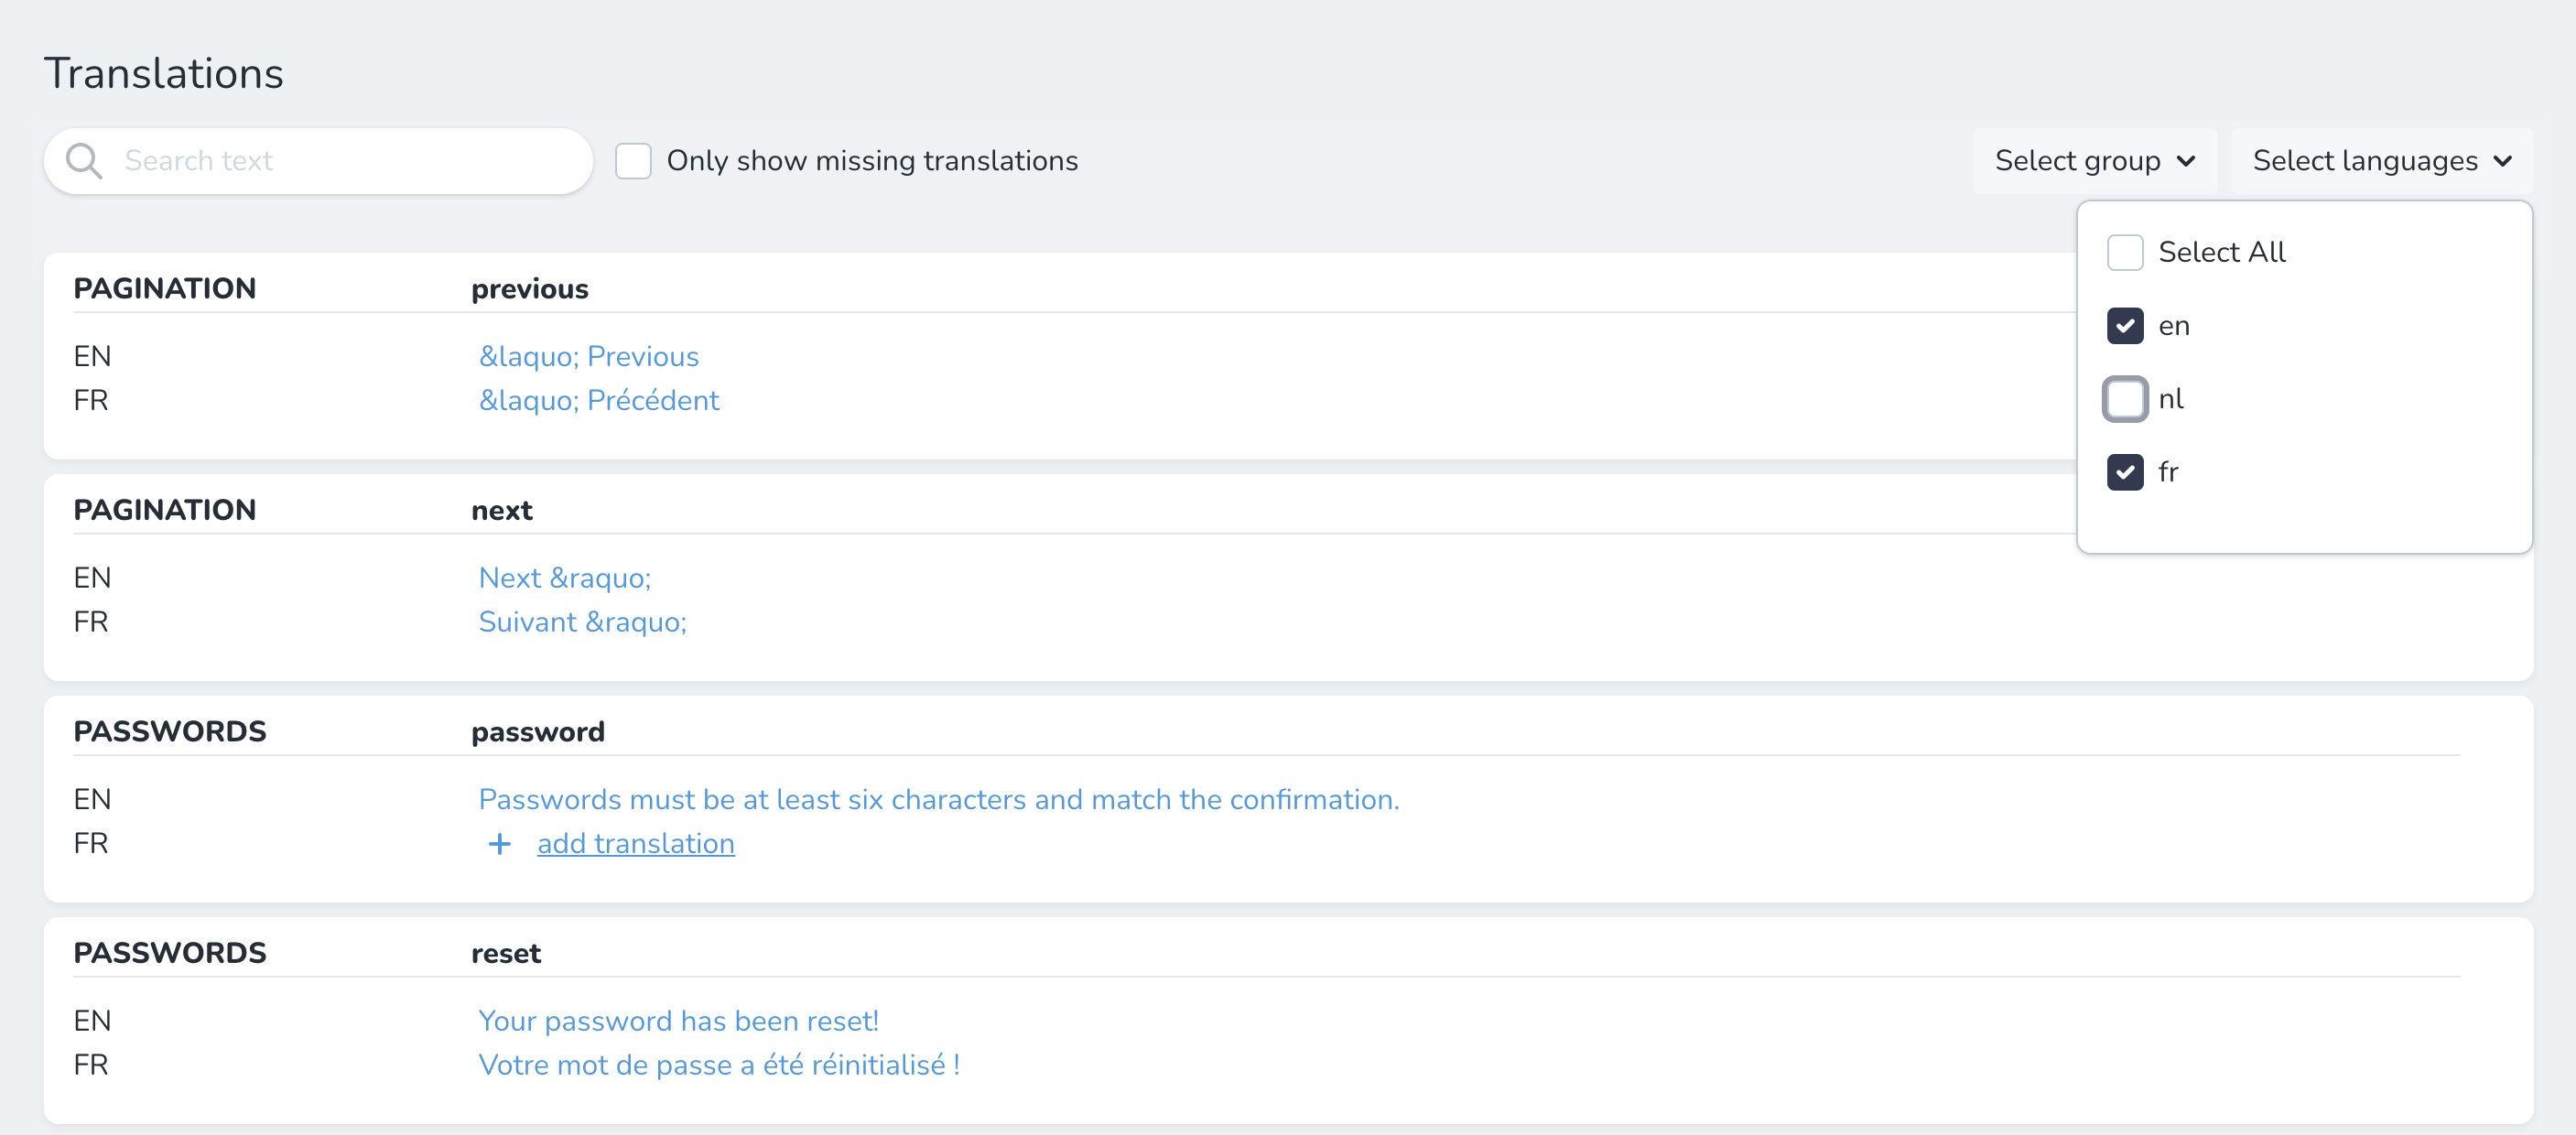 Translations
Search text
Only show missing translations
Select group
Select languages
Select All
en
nl
fr
PAGINATION previous
EN &laquo; Previous
FR &laquo; Précédent
PAGINATION next
EN Next &raquo;
FR Suivant &raquo;
PASSWORDS password
EN Passwords must be at least six characters and match the confirmation.
FR + add translation
PASSWORDS reset
EN Your password has been reset!
FR Votre mot de passe a été réinitialisé !